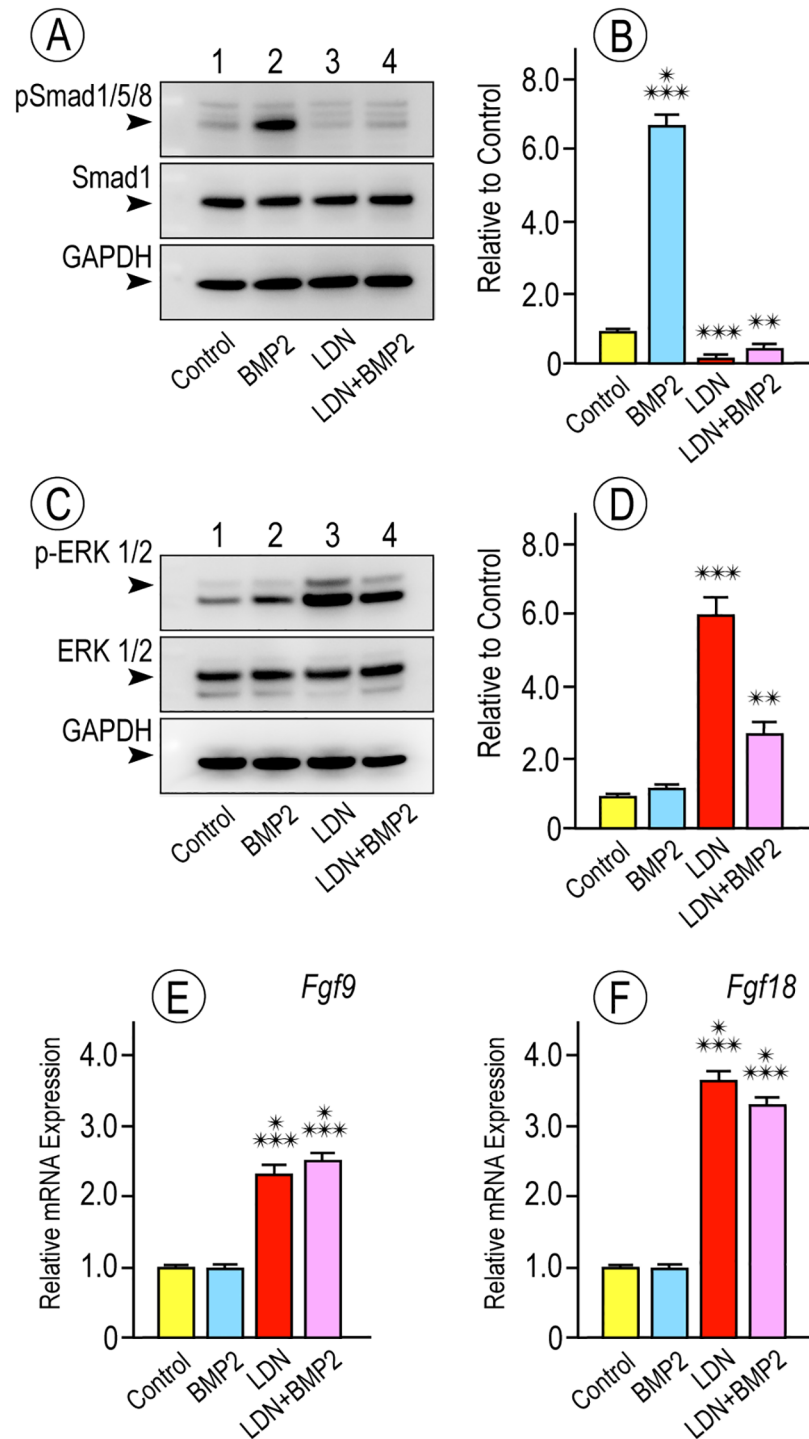 A
1 2 3 4
pSmad1/5/8
Smad1
GAPDH
Control BMP2 LDN LDN+BMP2
B
Relative to Control
8.0
6.0
4.0
2.0
0
✴
✴✴✴
✴✴✴
✴✴
Control BMP2 LDN LDN+BMP2
C
1 2 3 4
p-ERK 1/2
ERK 1/2
GAPDH
Control BMP2 LDN LDN+BMP2
D
Relative to Control
8.0
6.0
4.0
2.0
0
✴✴✴
✴✴
Control BMP2 LDN LDN+BMP2
E
Fgf9
Relative mRNA Expression
4.0
3.0
2.0
1.0
0
✴
✴✴✴
✴
✴✴✴
Control BMP2 LDN LDN+BMP2
F
Fgf18
Relative mRNA Expression
4.0
3.0
2.0
1.0
0
✴
✴✴✴
✴
✴✴✴
Control BMP2 LDN LDN+BMP2